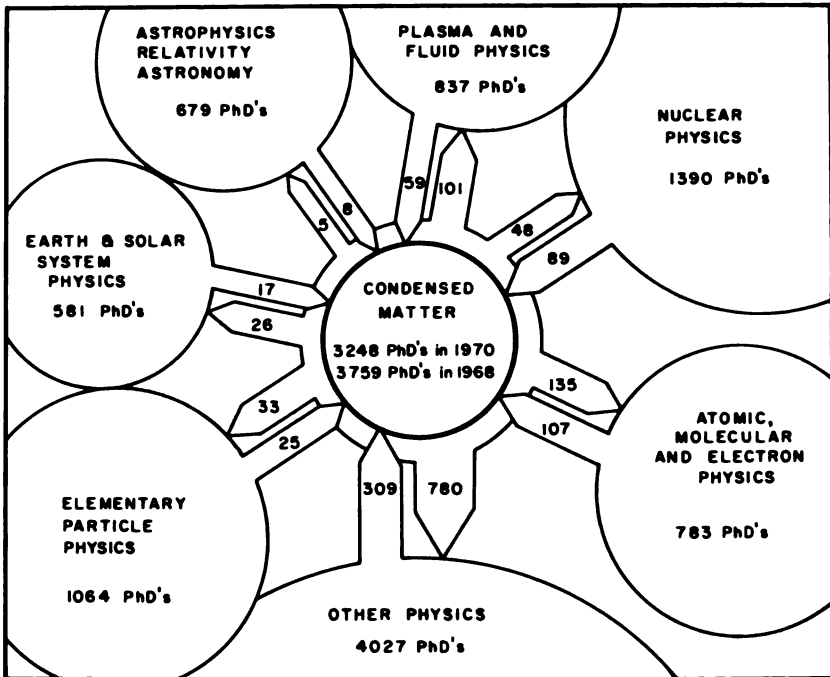 ASTROPHYSICS
RELATIVITY
ASTRONOMY
679 PhD's
PLASMA AND
FLUID PHYSICS
837 PhD's
NUCLEAR
PHYSICS
1390 PhD's
59
101
8
5
48
89
EARTH & SOLAR
SYSTEM
PHYSICS
581 PhD's
17
26
CONDENSED
MATTER
3248 PhD's in 1970
3759 PhD's in 1968
135
107
33
25
ATOMIC,
MOLECULAR
AND ELECTRON
PHYSICS
783 PhD's
309
780
ELEMENTARY
PARTICLE
PHYSICS
1064 PhD's
OTHER PHYSICS
4027 PhD's